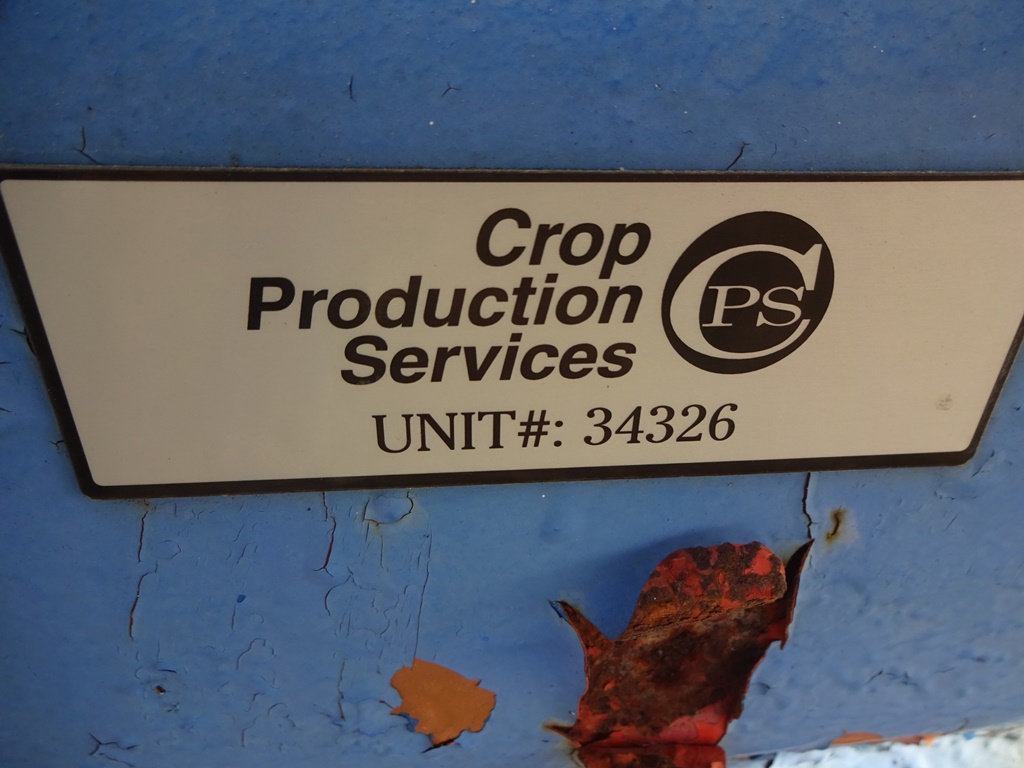 Crop
Production
Services
CPS
UNIT#: 34326